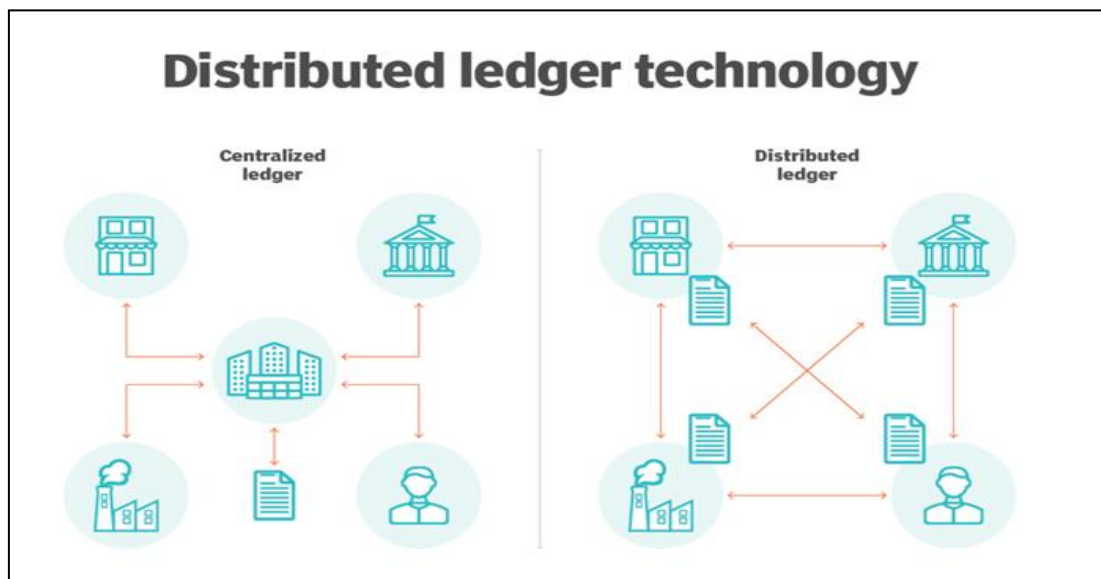 Distributed ledger technology
Centralized
ledger
Distributed
ledger